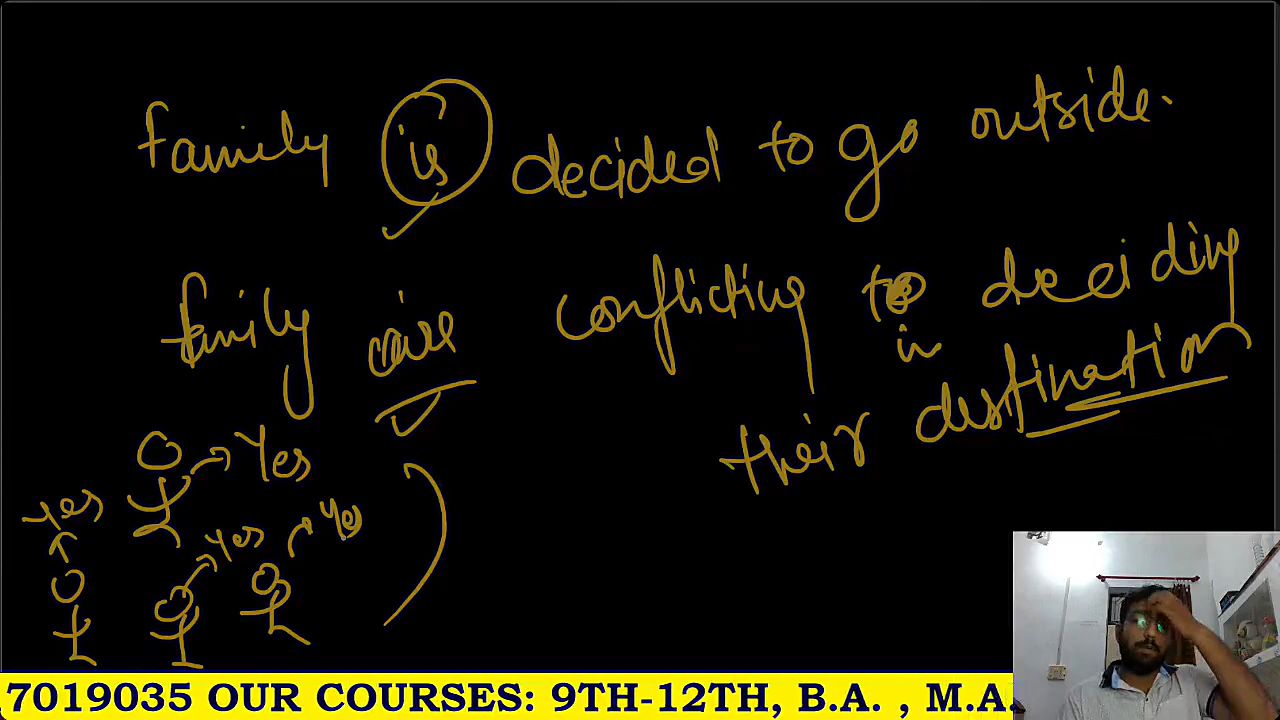 family is decided to go outside.
family are conflicting to deciding
in
their destination
Yes
Yes
Yes
Yes
7019035 OUR COURSES: 9TH-12TH, B.A. , M.A.